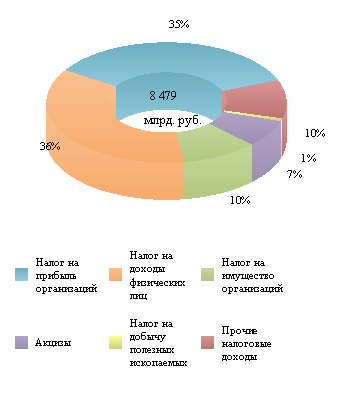 35%
8 479
млрд. руб.
10%
36%
1%
7%
10%
Налог на
прибыль
организаций
Налог на
доходы
физических
лиц
Налог на
имущество
организаций
Акцизы
Налог на
добычу
полезных
ископаемых
Прочие
налоговые
доходы